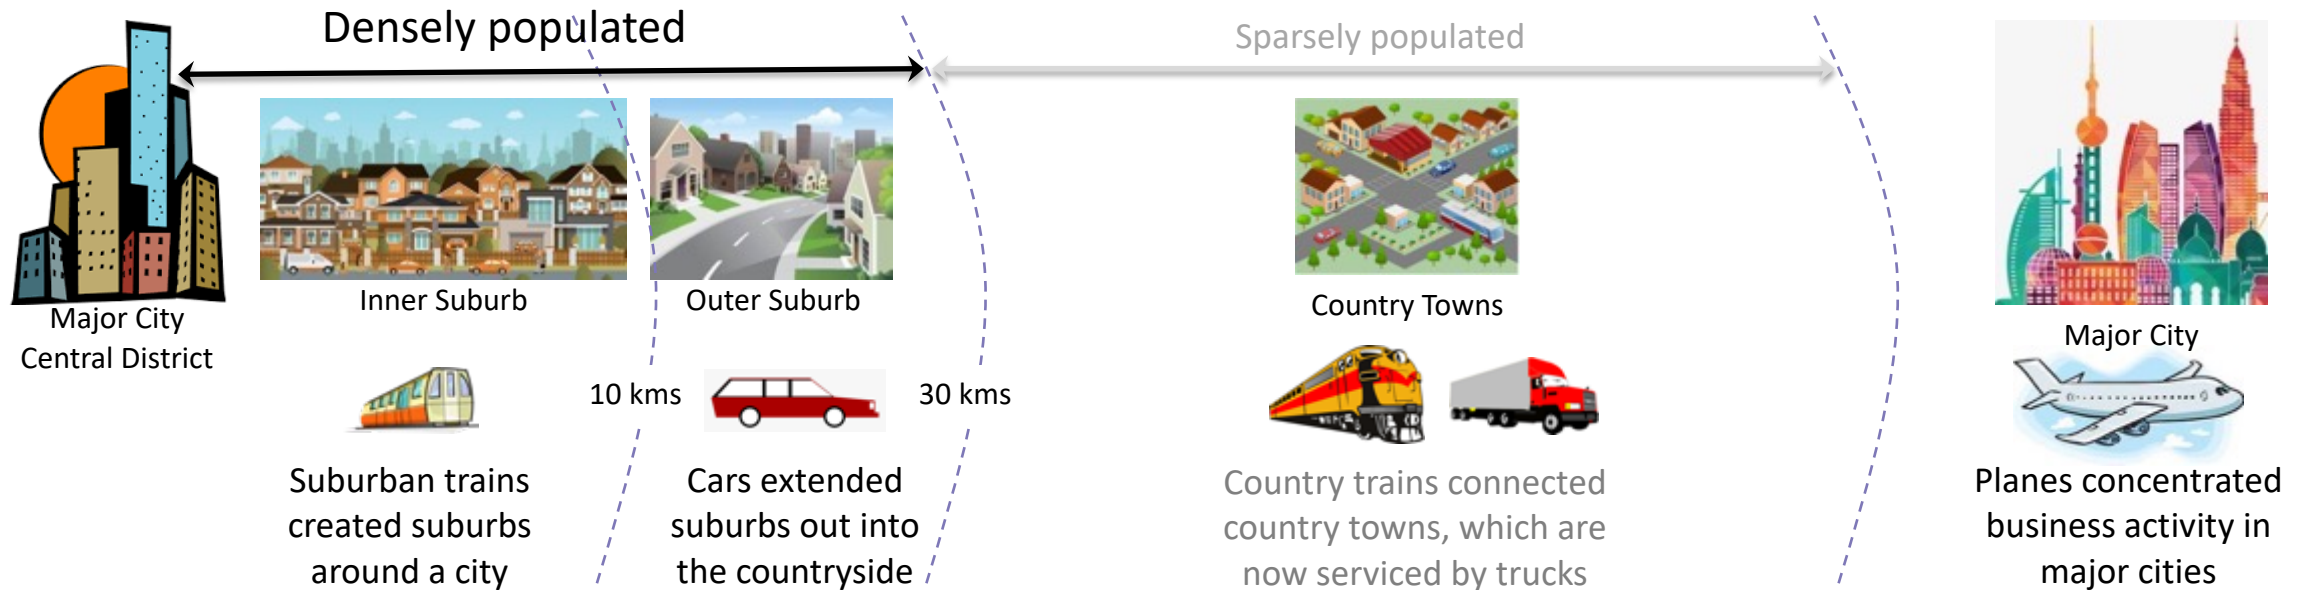 Densely populated
Sparsely populated
Major City
Central District
Inner Suburb
Outer Suburb
Country Towns
Major City
10 kms
30 kms
Suburban trains
created suburbs
around a city
Cars extended
suburbs out into
the countryside
Country trains connected
country towns, which are
now serviced by trucks
Planes concentrated
business activity in
major cities